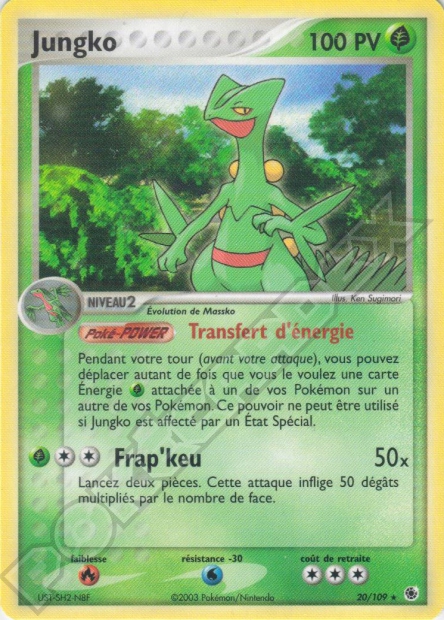 Jungko
100 PV
Illus. Ken Sugimori
NIVEAU2
Évolution de Massko
Poké-POWER Transfert d'énergie
Pendant votre tour (avant votre attaque), vous pouvez
déplacer autant de fois que vous le voulez une carte
Énergie attachée à un de vos Pokémon sur un
autre de vos Pokémon. Ce pouvoir ne peut être utilisé
si Jungko est affecté par un État Spécial.
Frap'keu 50x
Lancez deux pièces. Cette attaque inflige 50 dégâts
multipliés par le nombre de face.
faiblesse résistance -30 coût de retraite
US1-SH2-NBF ©2003 Pokémon/Nintendo 20/109 ★